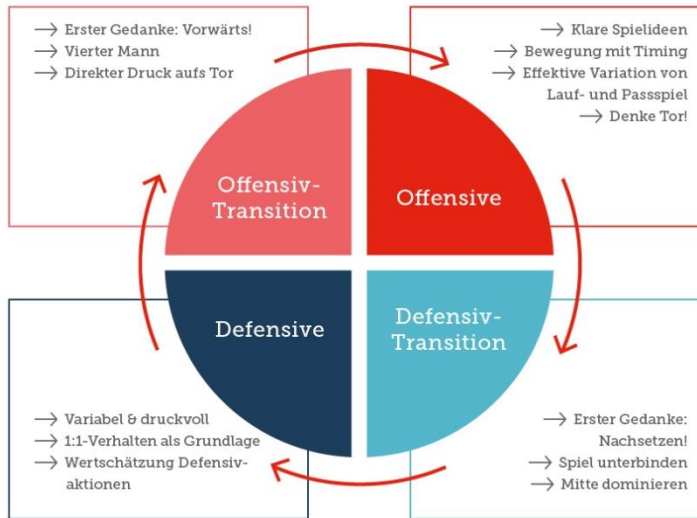 → Erster Gedanke: Vorwärts!
→ Vierter Mann
→ Direkter Druck aufs Tor
→ Klare Spielideen
→ Bewegung mit Timing
→ Effektive Variation von
Lauf- und Passspiel
→ Denke Tor!
Offensiv-
Transition
Offensive
Defensive
Defensiv-
Transition
→ Variabel & druckvoll
→ 1:1-Verhalten als Grundlage
→ Wertschätzung Defensiv-
aktionen
→ Erster Gedanke:
Nachsetzen!
→ Spiel unterbinden
→ Mitte dominieren